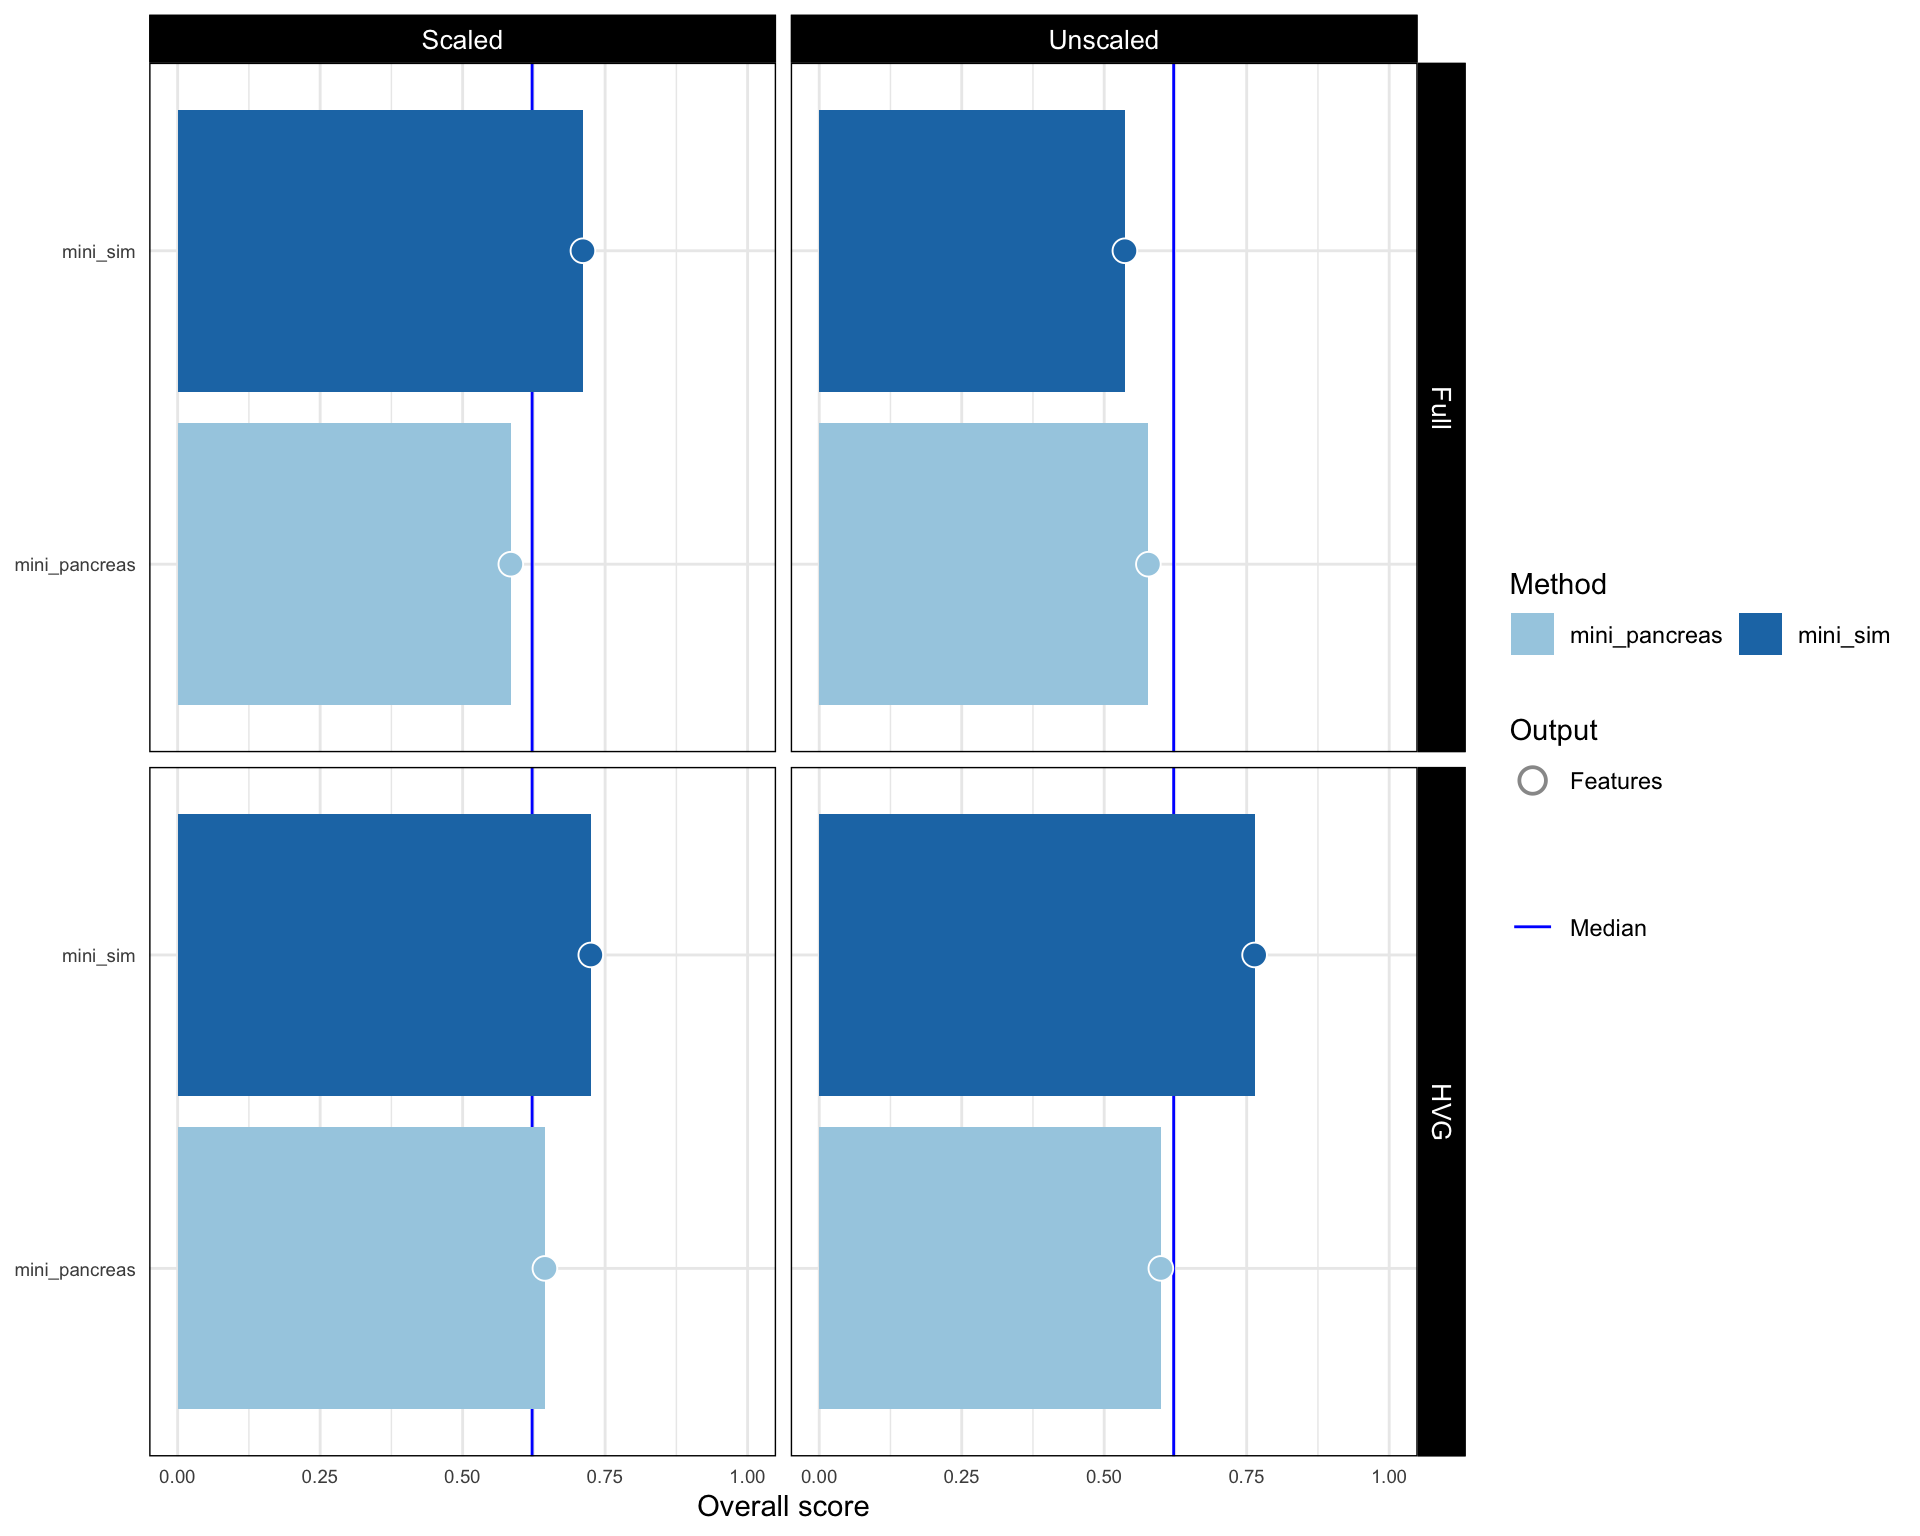 Scaled
Unscaled
Full
mini_sim
mini_pancreas
HVG
mini_sim
mini_pancreas
0.00 0.25 0.50 0.75 1.00
0.00 0.25 0.50 0.75 1.00
Overall score
Method
mini_pancreas mini_sim
Output
Features
Median